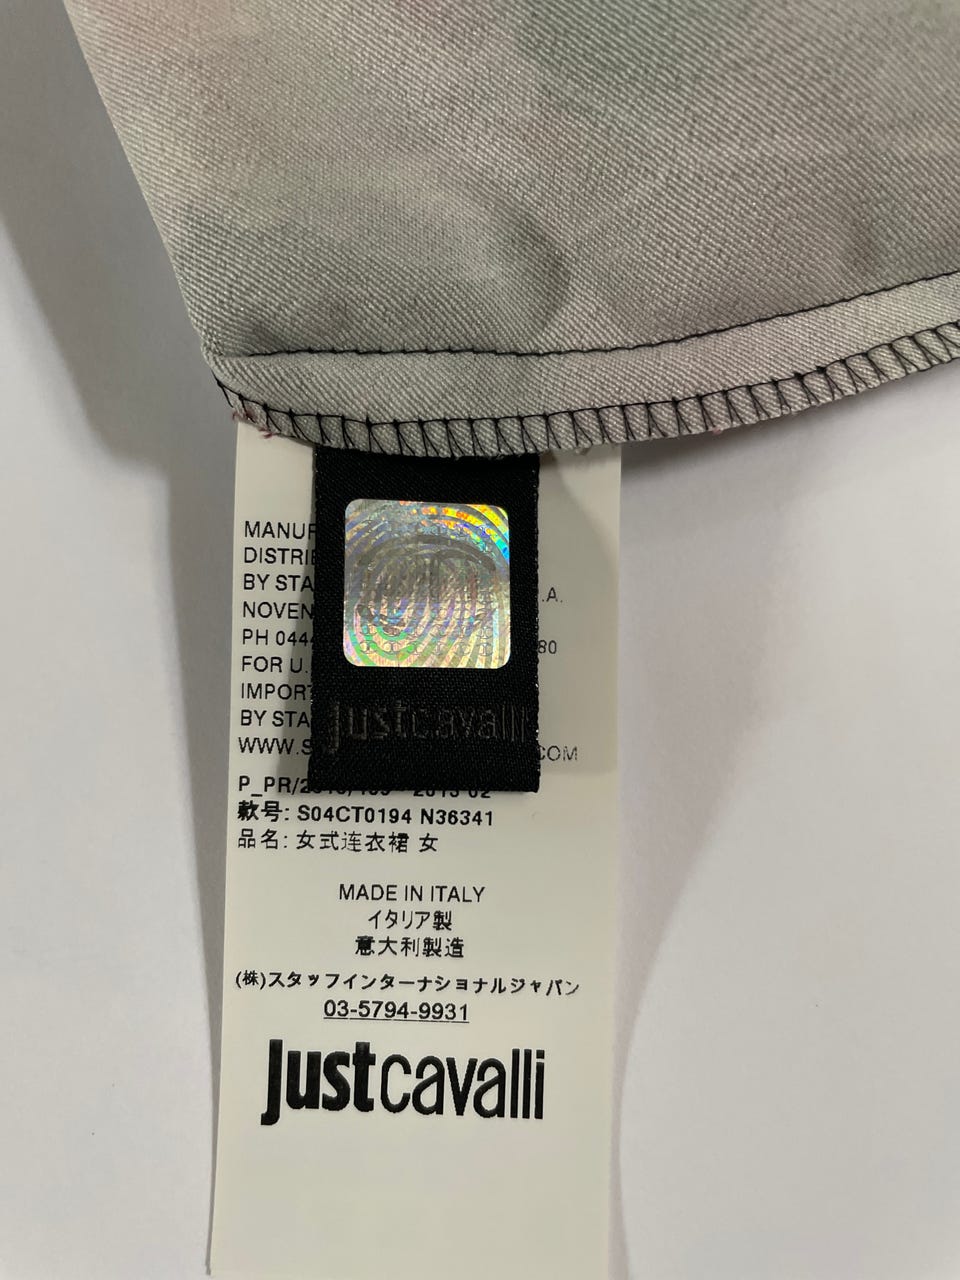 MANUF
DISTRI
BY STA .A.
NOVEN
PH 044 80
FOR U.
IMPORT
BY STA
WWW.S COM
justcavalli
款号: S04CT0194 N36341
品名: 女式连衣裙 女
MADE IN ITALY
イタリア製
意大利製造
(株)スタッフインターナショナルジャパン
03-5794-9931
justcavalli